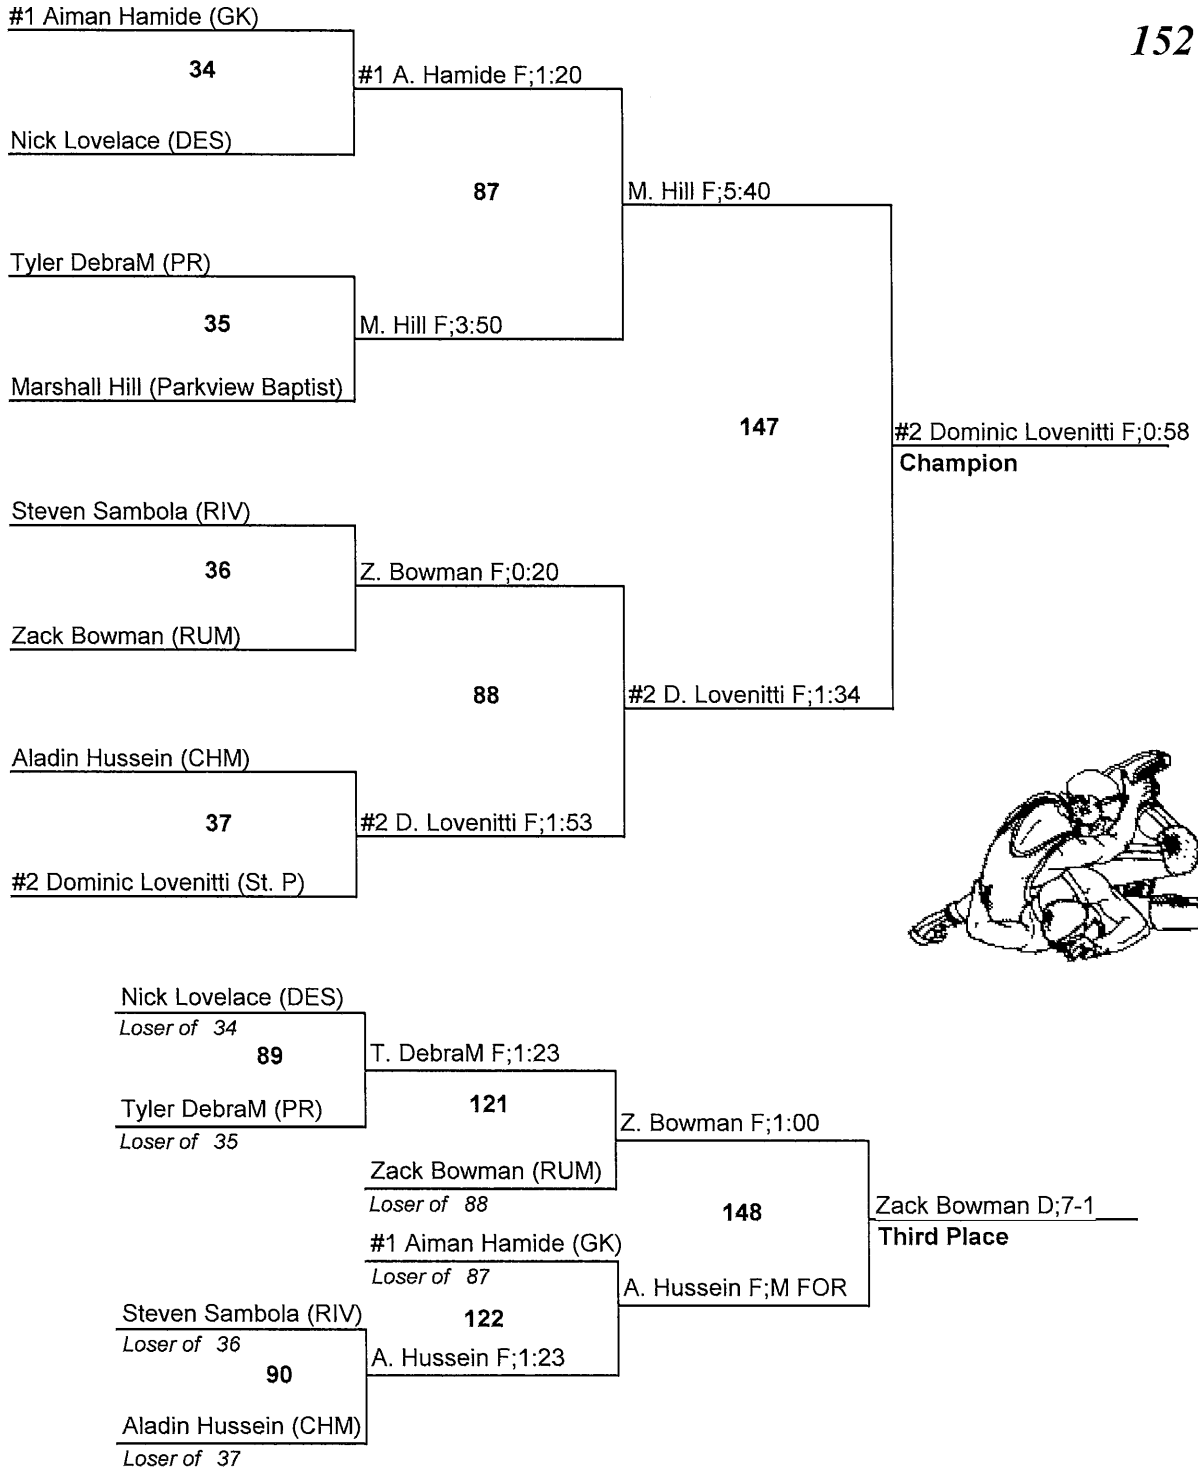 #1 Aiman Hamide (GK)
152
34
#1 A. Hamide F;1:20
Nick Lovelace (DES)
87
M. Hill F;5:40
Tyler DebraM (PR)
35
M. Hill F;3:50
Marshall Hill (Parkview Baptist)
147
#2 Dominic Lovenitti F;0:58
Champion
Steven Sambola (RIV)
36
Z. Bowman F;0:20
Zack Bowman (RUM)
88
#2 D. Lovenitti F;1:34
Aladin Hussein (CHM)
37
#2 D. Lovenitti F;1:53
#2 Dominic Lovenitti (St. P)
Nick Lovelace (DES)
Loser of 34
89
T. DebraM F;1:23
Tyler DebraM (PR)
Loser of 35
121
Z. Bowman F;1:00
Zack Bowman (RUM)
Loser of 88
148
Zack Bowman D;7-1
Third Place
#1 Aiman Hamide (GK)
Loser of 87
A. Hussein F;M FOR
Steven Sambola (RIV)
Loser of 36
122
90
A. Hussein F;1:23
Aladin Hussein (CHM)
Loser of 37